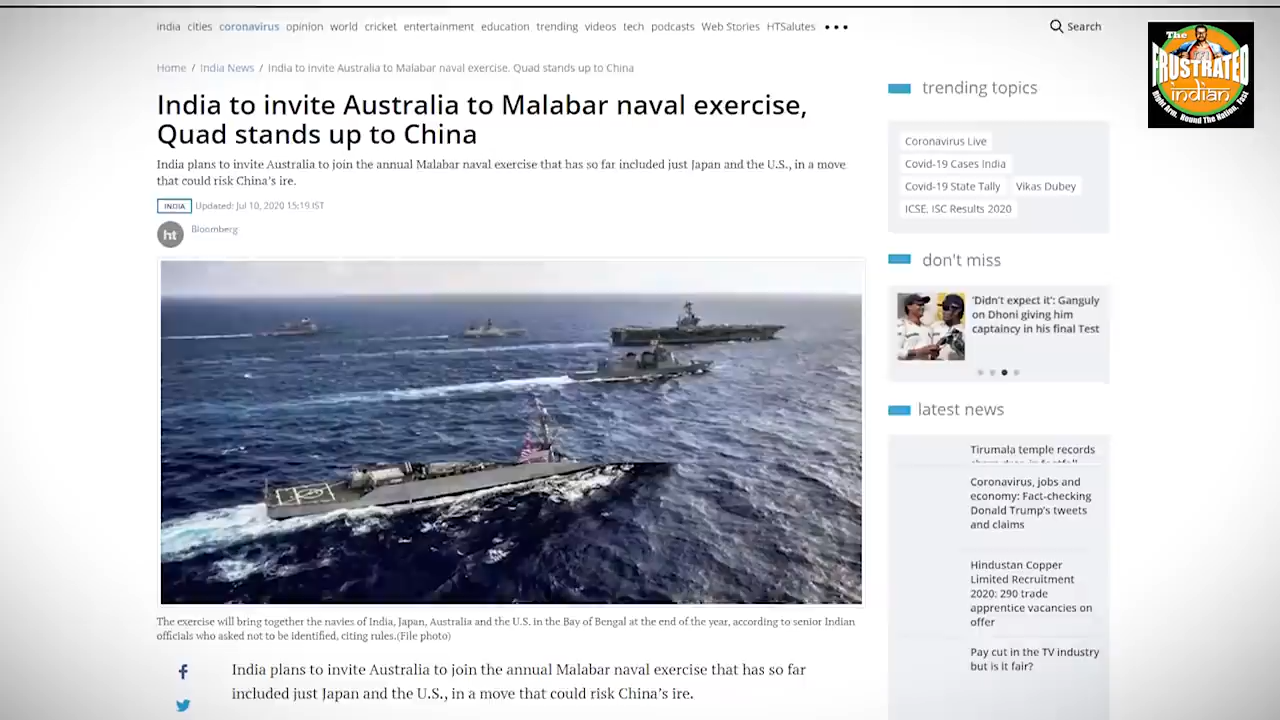 india cities coronavirus opinion world cricket entertainment education trending videos tech podcasts Web Stories HTSalutes
Search
The
FRUSTRATED
indian
Right Arm, Round The Nation, Fast
Home / India News / India to invite Australia to Malabar naval exercise. Quad stands up to China
India to invite Australia to Malabar naval exercise,
Quad stands up to China
India plans to invite Australia to join the annual Malabar naval exercise that has so far included just Japan and the U.S., in a move
that could risk China's ire.
INDIA Updated: Jul 10, 2020 15:19 IST
ht
Bloomberg
The exercise will bring together the navies of India, Japan, Australia and the U.S. in the Bay of Bengal at the end of the year, according to senior Indian
officials who asked not to be identified, citing rules.(File photo)
India plans to invite Australia to join the annual Malabar naval exercise that has so far
included just Japan and the U.S., in a move that could risk China's ire.
trending topics
Coronavirus Live
Covid-19 Cases India
Covid-19 State Tally Vikas Dubey
ICSE, ISC Results 2020
don't miss
'Didn't expect it': Ganguly
on Dhoni giving him
captaincy in his final Test
latest news
Tirumala temple records
Coronavirus, jobs and
economy: Fact-checking
Donald Trump's tweets
and claims
Hindustan Copper
Limited Recruitment
2020: 290 trade
apprentice vacancies on
offer
Pay cut in the TV industry
but is it fair?